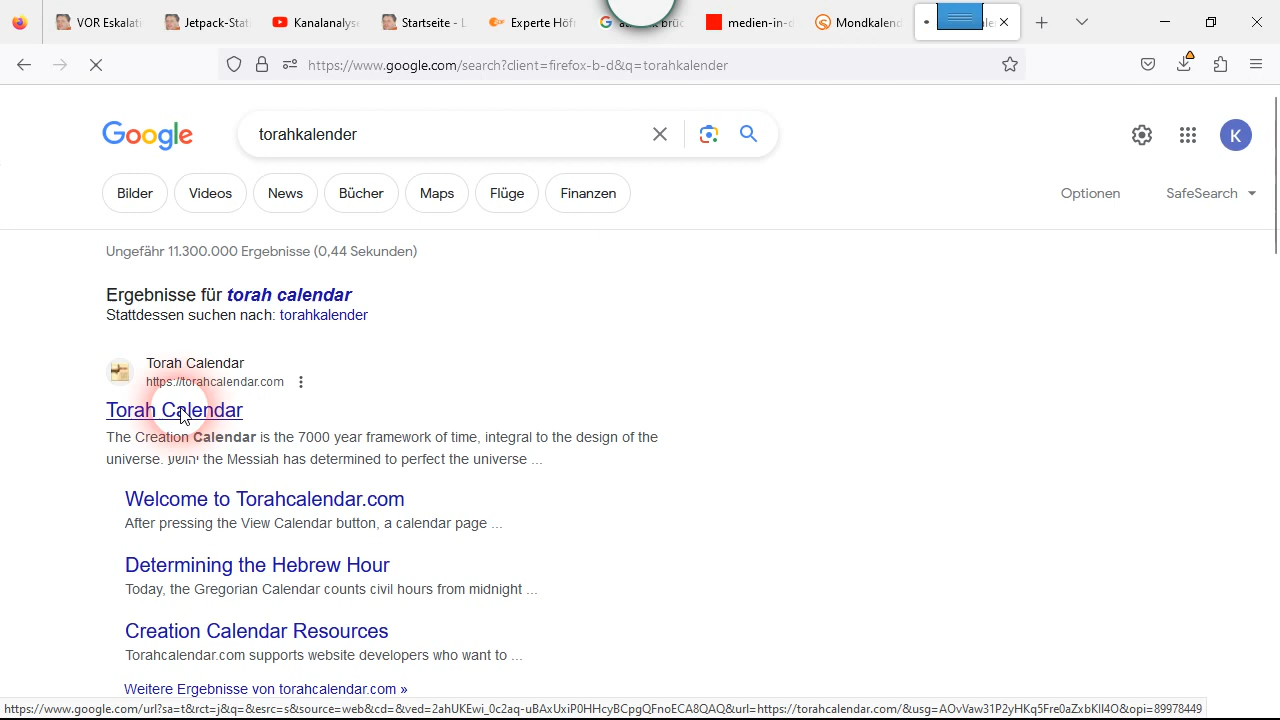 VOR Eskalat
Jetpack-Stat
Kanalanalys
Startseite - L
Experte Höf
medien-in-d
Mondkalend
https://www.google.com/search?client=firefox-b-d&q=torahkalender
Google
torahkalender
K
Bilder
Videos
News
Bücher
Maps
Flüge
Finanzen
Optionen
SafeSearch
Ungefähr 11.300.000 Ergebnisse (0,44 Sekunden)
Ergebnisse für torah calendar
Stattdessen suchen nach: torahkalender
Torah Calendar
https://torahcalendar.com
Torah Calendar
The Creation Calendar is the 7000 year framework of time, integral to the design of the
universe. יהושע the Messiah has determined to perfect the universe ...
Welcome to Torahcalendar.com
After pressing the View Calendar button, a calendar page ...
Determining the Hebrew Hour
Today, the Gregorian Calendar counts civil hours from midnight ...
Creation Calendar Resources
Torahcalendar.com supports website developers who want to ...
Weitere Ergebnisse von torahcalendar.com »
https://www.google.com/url?sa=t&rct=j&q=&esrc=s&source=web&cd=&ved=2ahUKEwi_0c2aq-uBAxUxiP0HHcyBCpgQFnoECA8QAQ&url=https://torahcalendar.com/&usg=AOvVaw31P2yHKq5Fre0aZxbKII4O&opi=89978449